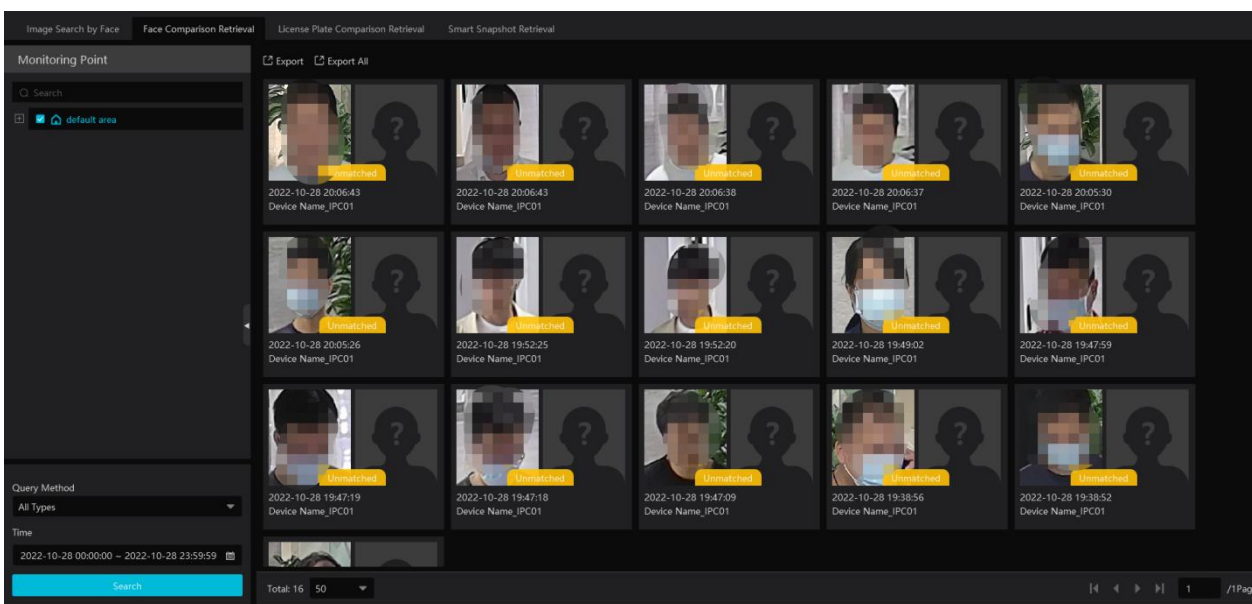 Image Search by Face Face Comparison Retrieval License Plate Comparison Retrieval Smart Snapshot Retrieval
Monitoring Point
Search
default area
Query Method
All Types
Time
2022-10-28 00:00:00 ~ 2022-10-28 23:59:59
Search
Export Export All
Unmatched Unmatched Unmatched Unmatched Unmatched
2022-10-28 20:06:43 2022-10-28 20:06:43 2022-10-28 20:06:38 2022-10-28 20:06:37 2022-10-28 20:05:30
Device Name_IPC01 Device Name_IPC01 Device Name_IPC01 Device Name_IPC01 Device Name_IPC01
Unmatched Unmatched Unmatched Unmatched Unmatched
2022-10-28 20:05:26 2022-10-28 19:52:25 2022-10-28 19:52:20 2022-10-28 19:49:02 2022-10-28 19:47:59
Device Name_IPC01 Device Name_IPC01 Device Name_IPC01 Device Name_IPC01 Device Name_IPC01
Unmatched Unmatched Unmatched Unmatched Unmatched
2022-10-28 19:47:19 2022-10-28 19:47:18 2022-10-28 19:47:09 2022-10-28 19:38:56 2022-10-28 19:38:52
Device Name_IPC01 Device Name_IPC01 Device Name_IPC01 Device Name_IPC01 Device Name_IPC01
Total: 16 50 1 /1Pag